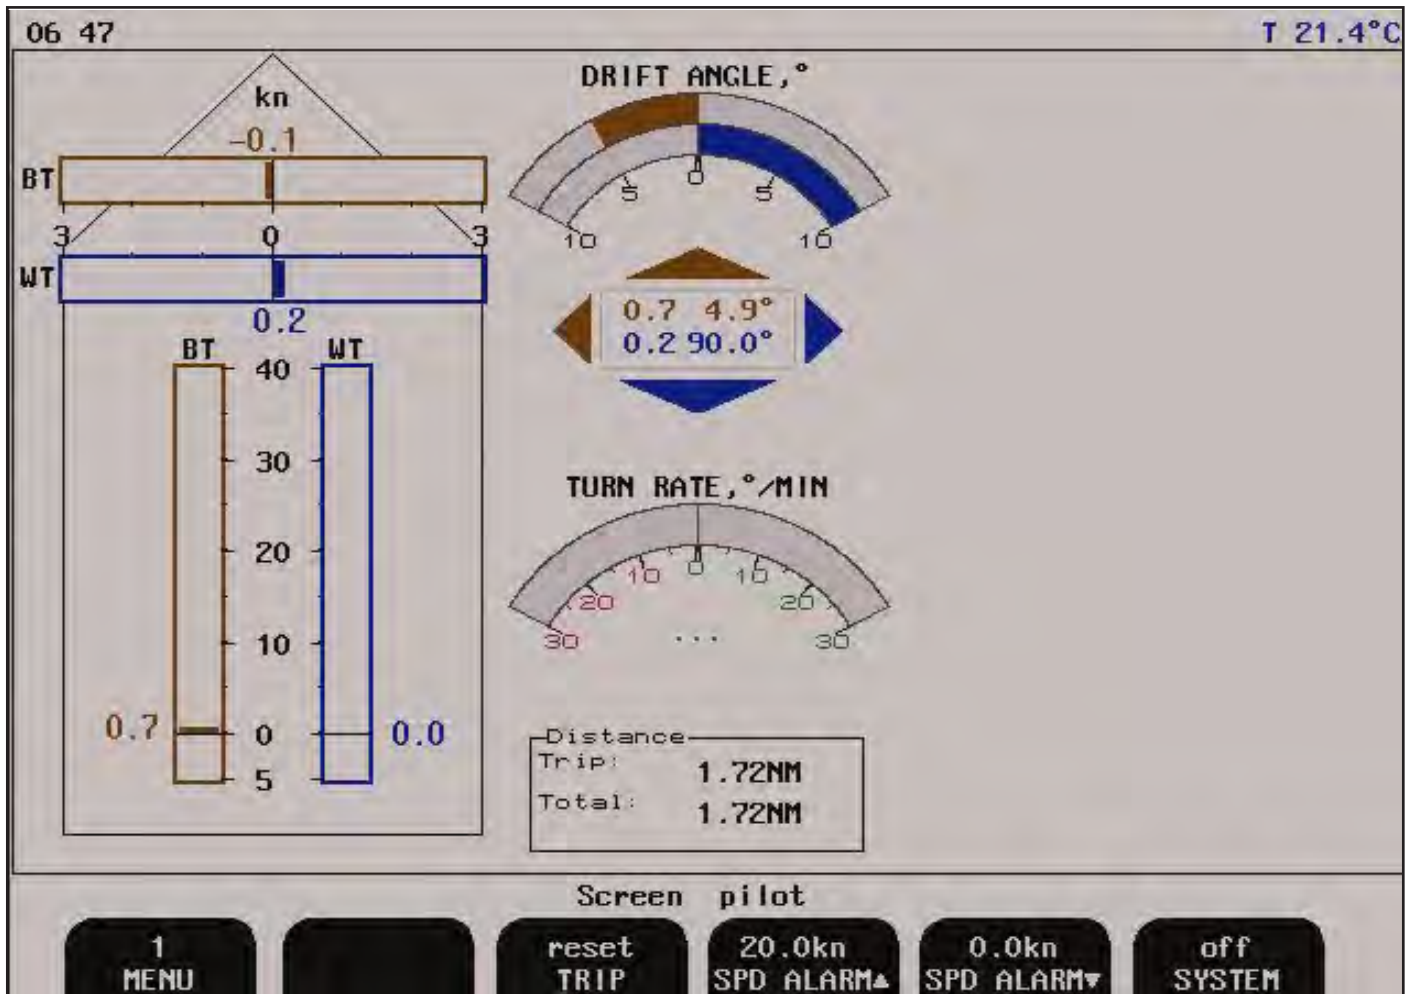 06 47
T 21.4°C
kn
-0.1
BT
3 0 3
WT
0.2
BT WT
40
30
20
10
0.7 0 0.0
5
DRIFT ANGLE,°
10 5 0 5 10
0.7 4.9°
0.2 90.0°
TURN RATE,°/MIN
30 20 10 0 10 20 30
...
Distance
Trip: 1.72NM
Total: 1.72NM
Screen pilot
1
MENU
reset
TRIP
20.0kn
SPD ALARM▲
0.0kn
SPD ALARM▼
off
SYSTEM